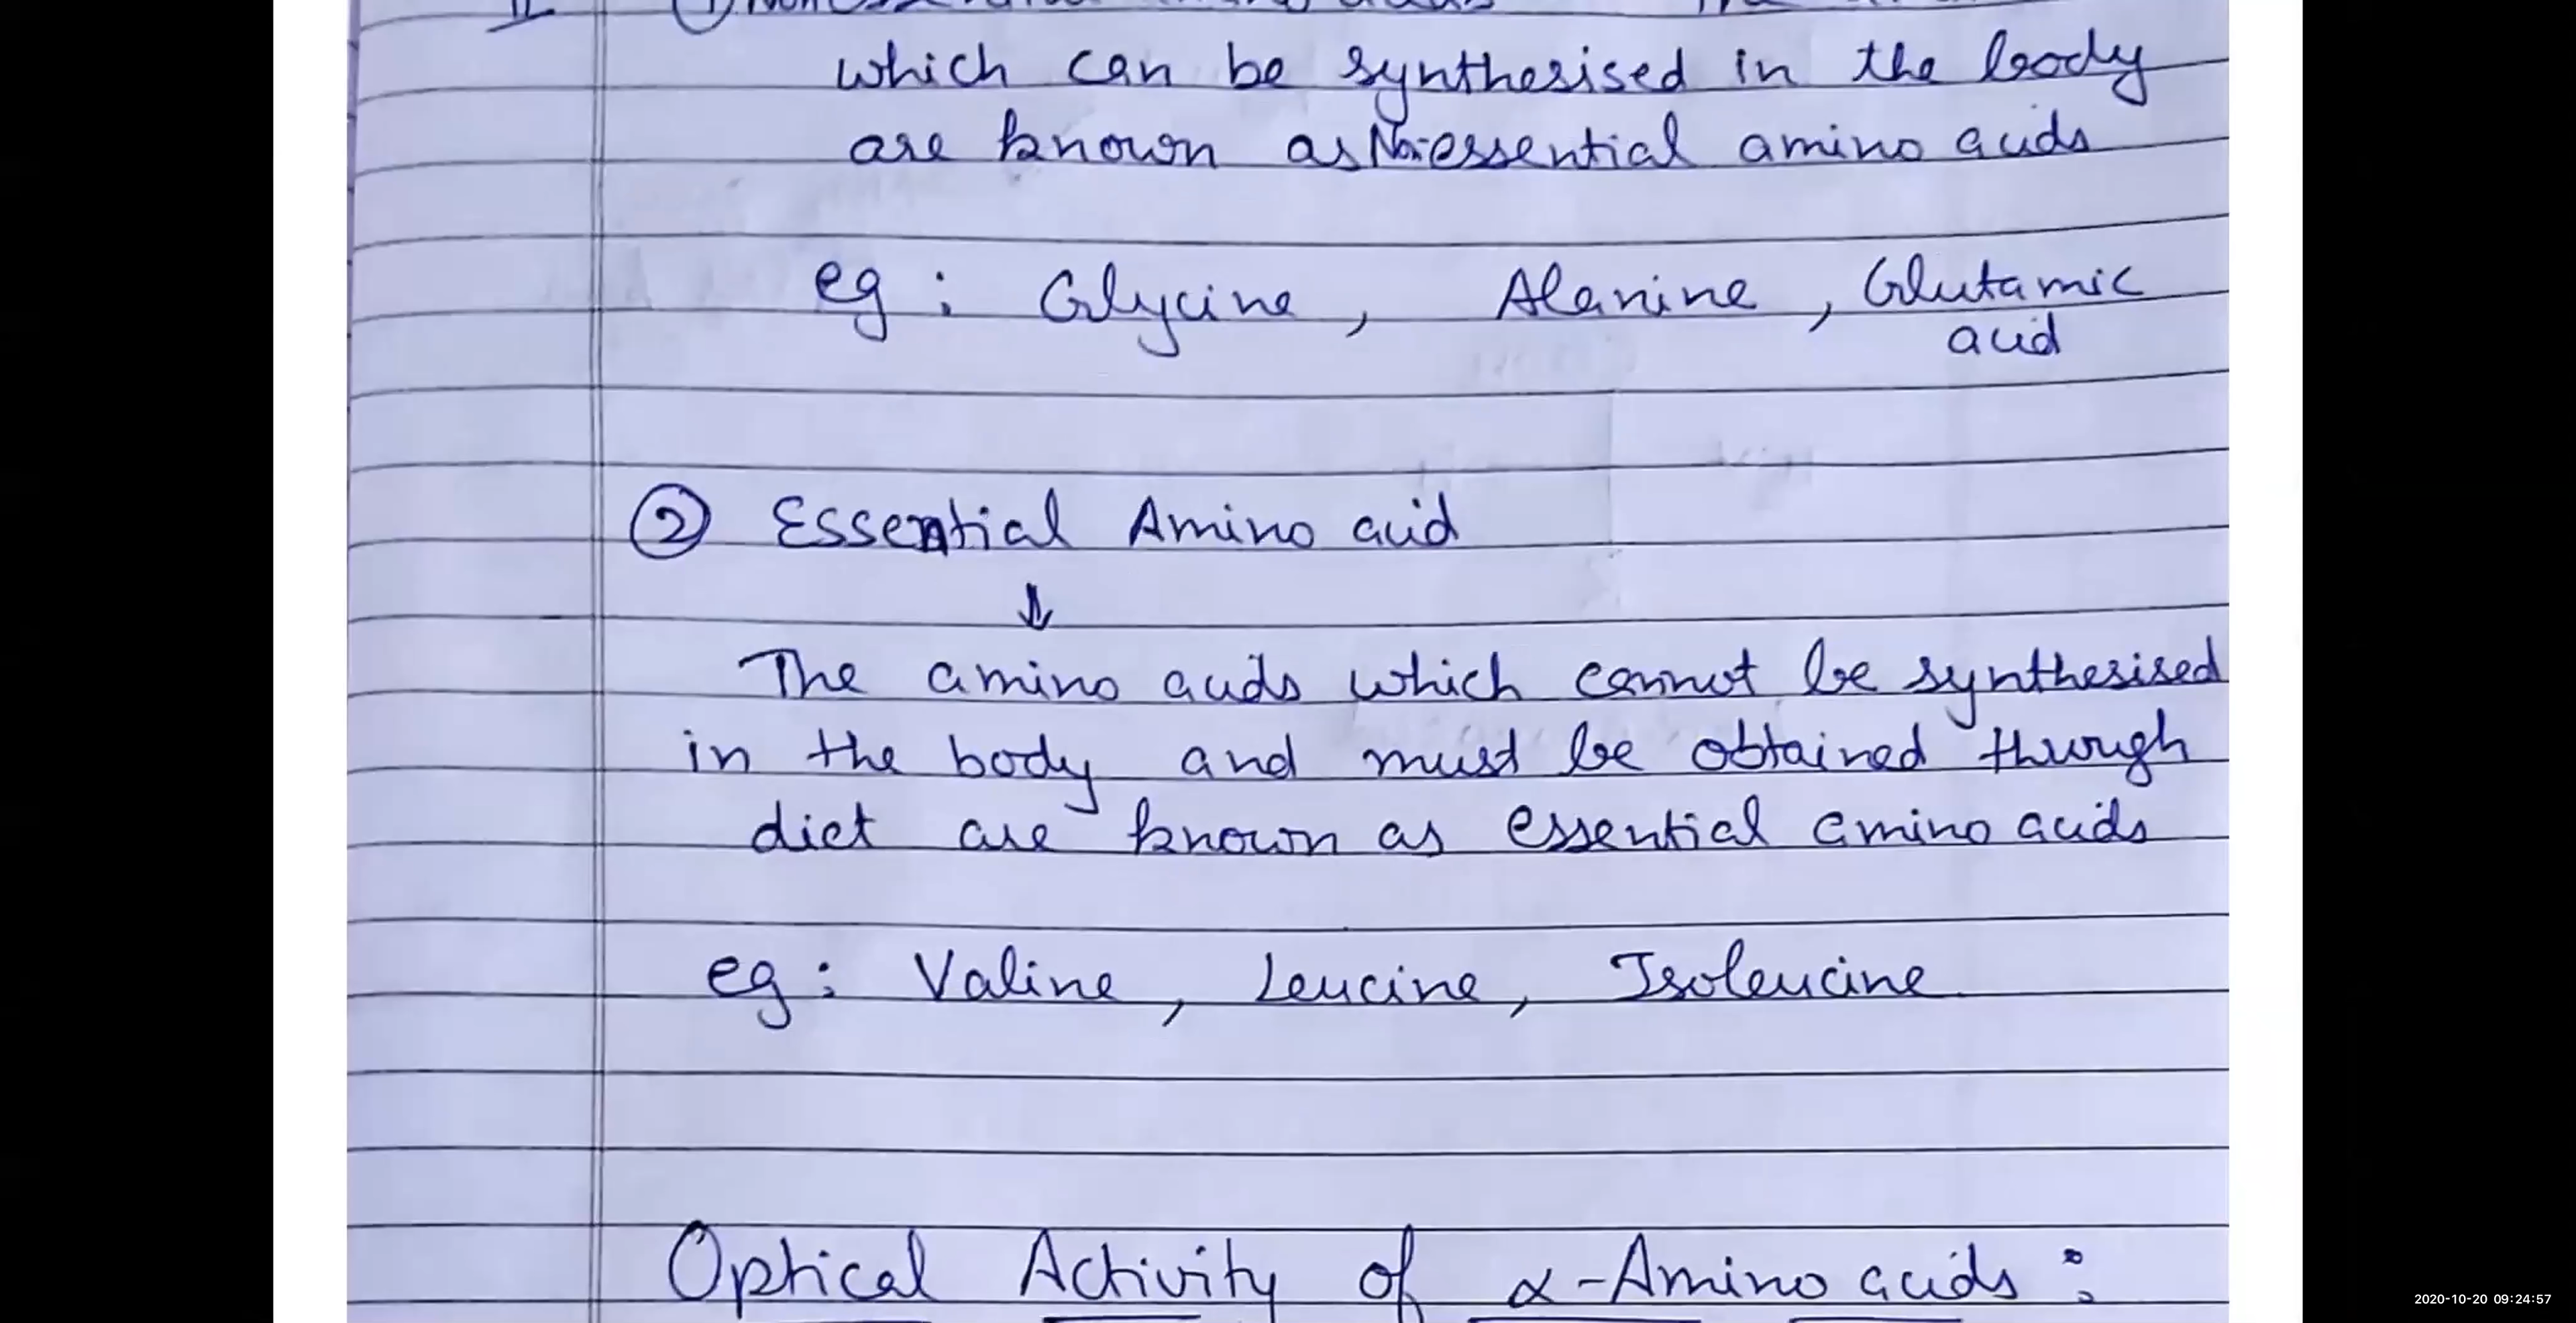 II
which can be synthesised in the body
are known as Non-essential amino acids
eg : Glycine, Alanine, Glutamic
acid
② Essential Amino acid
↓
The amino acids which cannot be synthesised
in the body and must be obtained through
diet are known as essential amino acids
eg : Valine, Leucine, Isoleucine
Optical Activity of α-Amino acids :
2020-10-20 09:24:57